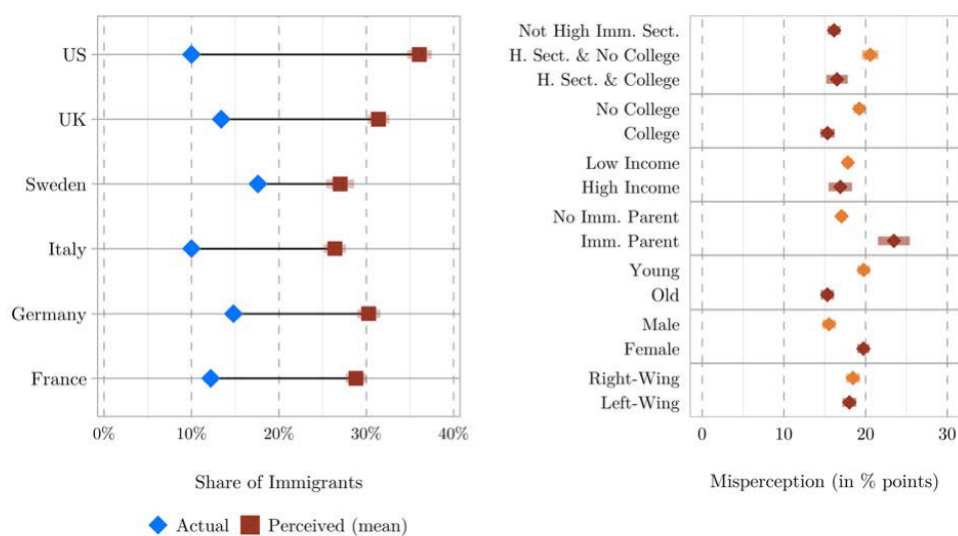 US
UK
Sweden
Italy
Germany
France
0% 10% 20% 30% 40%
Share of Immigrants
Actual Perceived (mean)
Not High Imm. Sect.
H. Sect. & No College
H. Sect. & College
No College
College
Low Income
High Income
No Imm. Parent
Imm. Parent
Young
Old
Male
Female
Right-Wing
Left-Wing
0 10 20 30
Misperception (in % points)